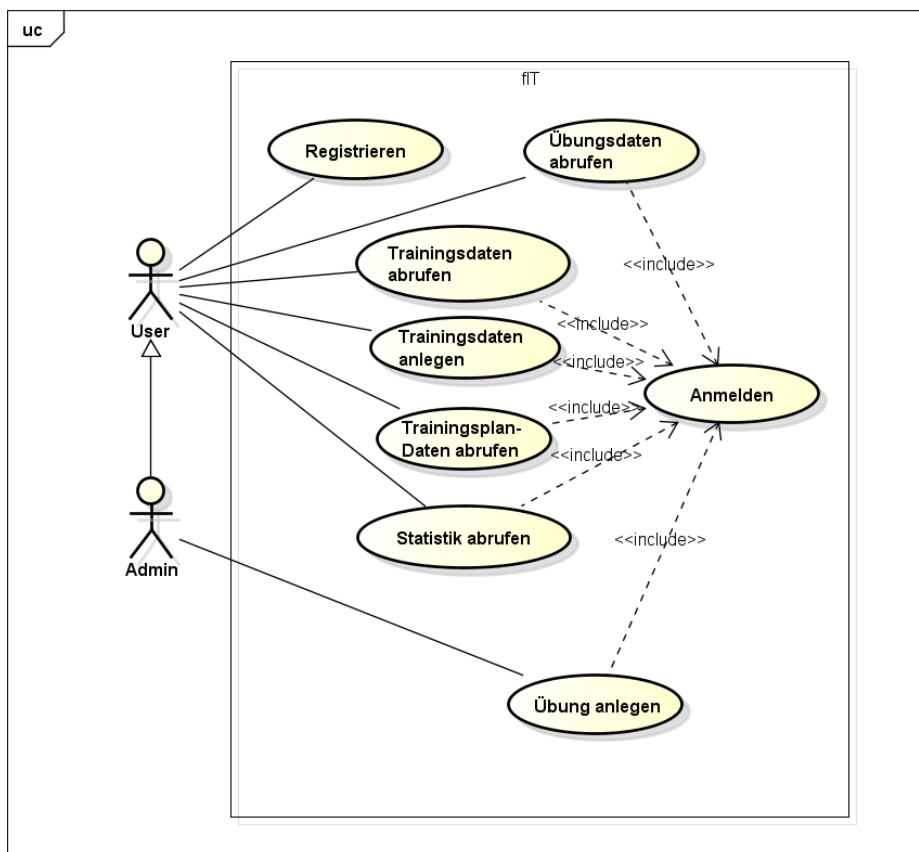 uc
fIT
Registrieren
Übungsdaten
abrufen
Trainingsdaten
abrufen
<<include>>
<<include>>
User
Trainingsdaten
anlegen
<<include>>
Anmelden
Trainingsplan-
Daten abrufen
<<include>>
<<include>>
Statistik abrufen
<<include>>
Admin
Übung anlegen